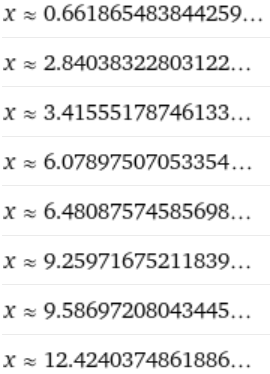 x ≈ 0.661865483844259...
x ≈ 2.84038322803122...
x ≈ 3.41555178746133...
x ≈ 6.07897507053354...
x ≈ 6.48087574585698...
x ≈ 9.25971675211839...
x ≈ 9.58697208043445...
x ≈ 12.4240374861886...